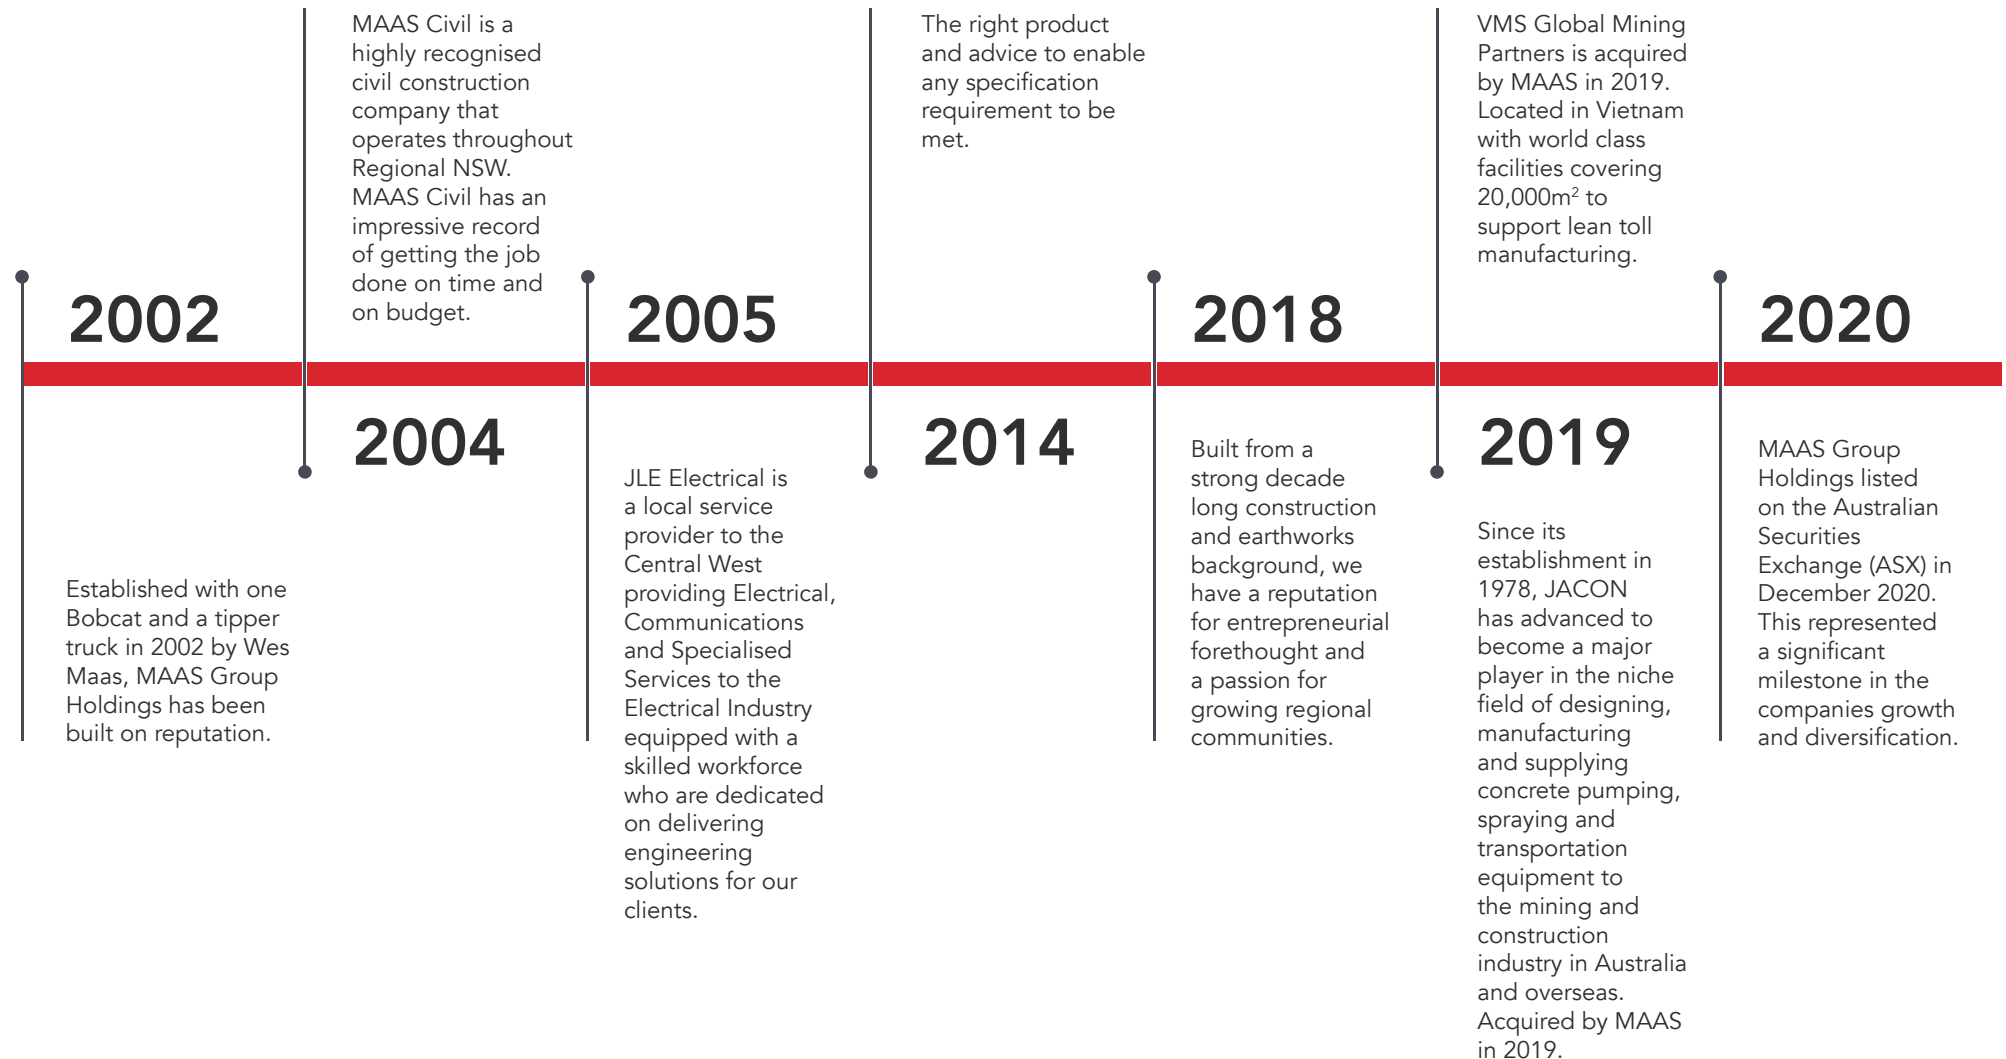 2002
Established with one
Bobcat and a tipper
truck in 2002 by Wes
Maas, MAAS Group
Holdings has been
built on reputation.
MAAS Civil is a
highly recognised
civil construction
company that
operates throughout
Regional NSW.
MAAS Civil has an
impressive record
of getting the job
done on time and
on budget.
2004
2005
JLE Electrical is
a local service
provider to the
Central West
providing Electrical,
Communications
and Specialised
Services to the
Electrical Industry
equipped with a
skilled workforce
who are dedicated
on delivering
engineering
solutions for our
clients.
The right product
and advice to enable
any specification
requirement to be
met.
2014
2018
Built from a
strong decade
long construction
and earthworks
background, we
have a reputation
for entrepreneurial
forethought and
a passion for
growing regional
communities.
VMS Global Mining
Partners is acquired
by MAAS in 2019.
Located in Vietnam
with world class
facilities covering
20,000m² to
support lean toll
manufacturing.
2019
Since its
establishment in
1978, JACON
has advanced to
become a major
player in the niche
field of designing,
manufacturing
and supplying
concrete pumping,
spraying and
transportation
equipment to
the mining and
construction
industry in Australia
and overseas.
Acquired by MAAS
in 2019.
2020
MAAS Group
Holdings listed
on the Australian
Securities
Exchange (ASX) in
December 2020.
This represented
a significant
milestone in the
companies growth
and diversification.